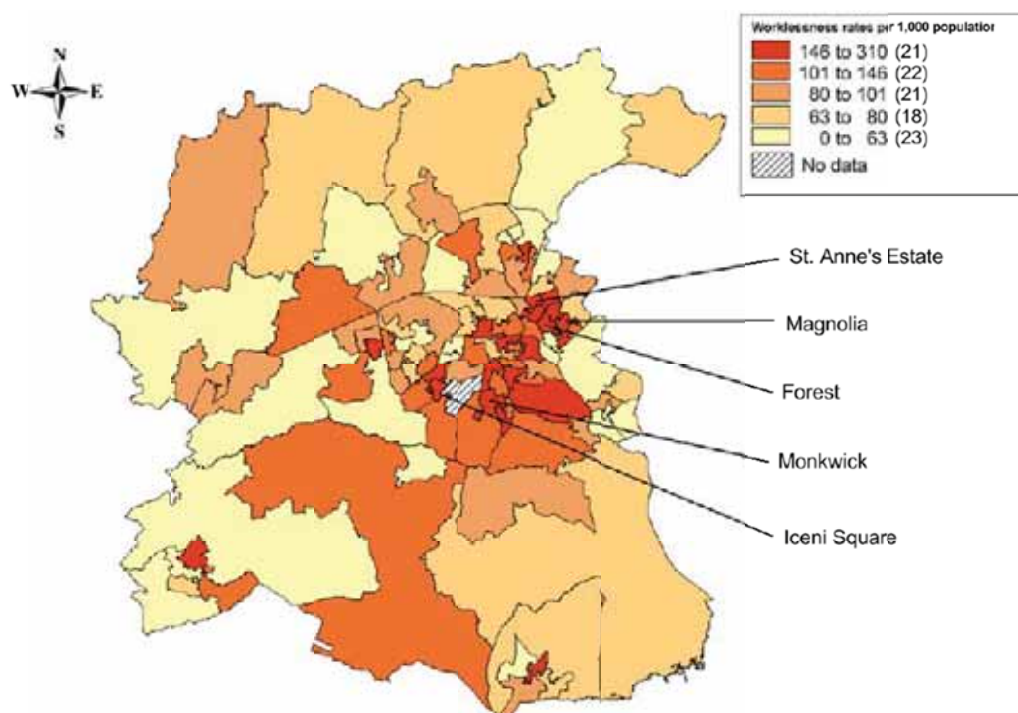 Worklessness rates pir 1,000 population
146 to 310 (21)
101 to 146 (22)
80 to 101 (21)
63 to 80 (18)
0 to 63 (23)
No data
N
W E
S
St. Anne's Estate
Magnolia
Forest
Monkwick
Iceni Square